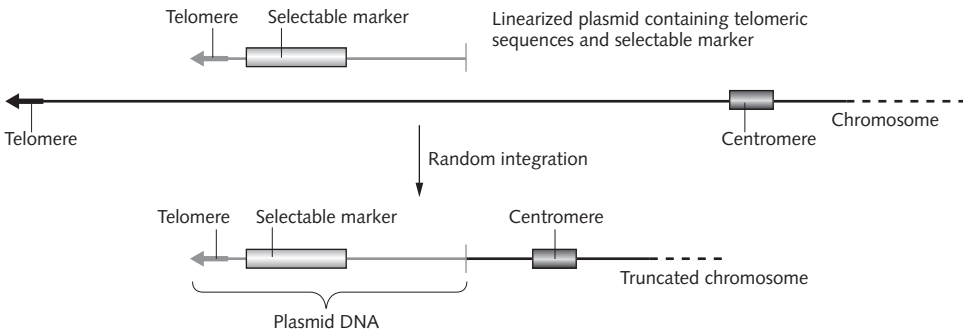 Telomere
Selectable marker
Linearized plasmid containing telomeric
sequences and selectable marker
Telomere
Centromere
Chromosome
Random integration
Telomere
Selectable marker
Centromere
Truncated chromosome
Plasmid DNA